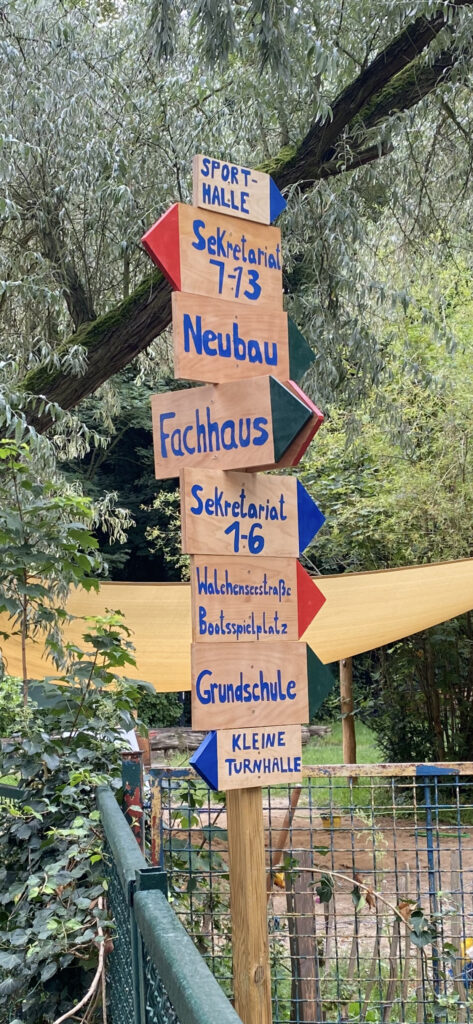 SPORT-
HALLE
Sekretariat
7-13
Neubau
Fachhaus
Sekretariat
1-6
Walchenseestraße
Bootsspielplatz
Grundschule
KLEINE
TURNHALLE